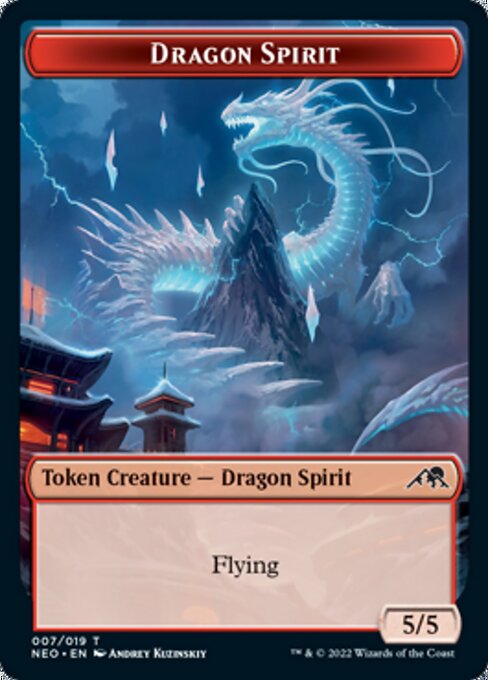 Dragon Spirit
Token Creature — Dragon Spirit
Flying
5/5
007/019 T
NEO • EN Andrey Kuzinskiy
™ & © 2022 Wizards of the Coast